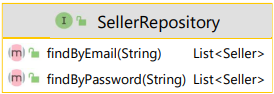 I SellerRepository
m findByEmail(String) List<Seller>
m findByPassword(String) List<Seller>